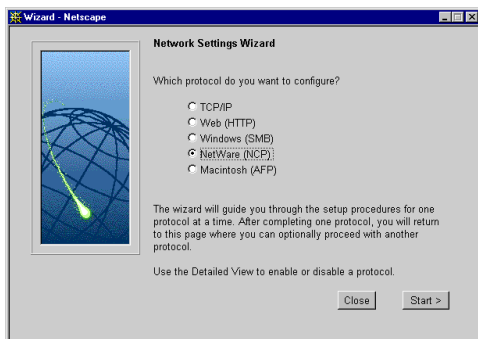 Wizard - Netscape
Network Settings Wizard
Which protocol do you want to configure?
TCP/IP
Web (HTTP)
Windows (SMB)
NetWare (NCP)
Macintosh (AFP)
The wizard will guide you through the setup procedures for one
protocol at a time. After completing one protocol, you will return
to this page where you can optionally proceed with another
protocol.
Use the Detailed View to enable or disable a protocol.
Close
Start >